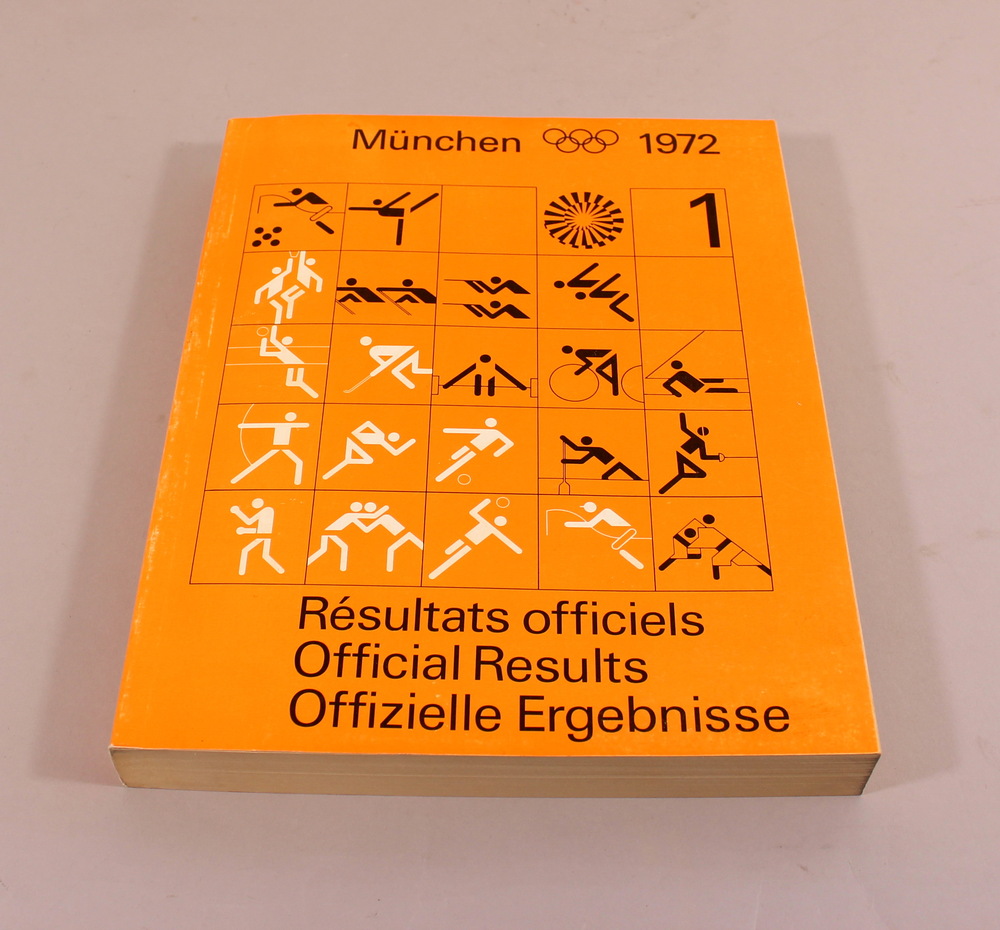 München 1972
1
Résultats officiels
Official Results
Offizielle Ergebnisse